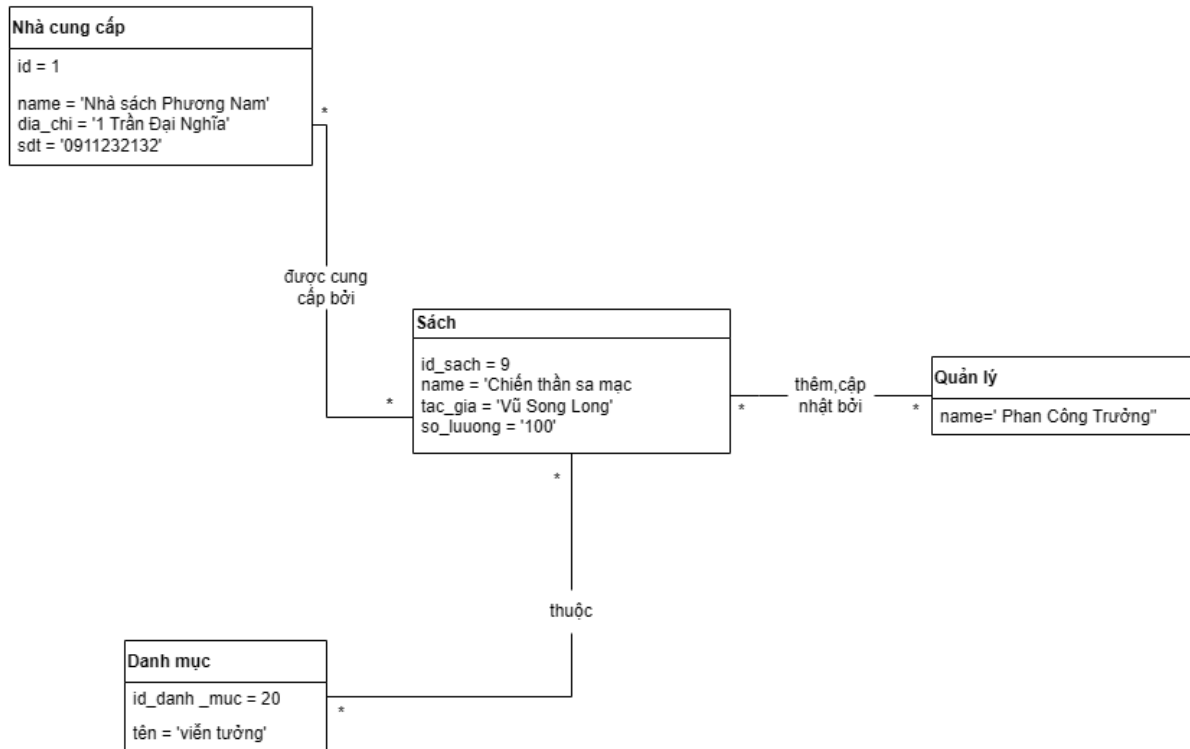 Nhà cung cấp
id = 1
name = 'Nhà sách Phương Nam'
dia_chi = '1 Trần Đại Nghĩa'
sdt = '0911232132'
*
được cung
cấp bởi
*
Sách
id_sach = 9
name = 'Chiến thần sa mạc
tac_gia = 'Vũ Song Long'
so_luuong = '100'
*
thêm,cập
nhật bởi
*
Quản lý
name=' Phan Công Trưởng"
*
thuộc
*
Danh mục
id_danh _muc = 20
tên = 'viễn tưởng'